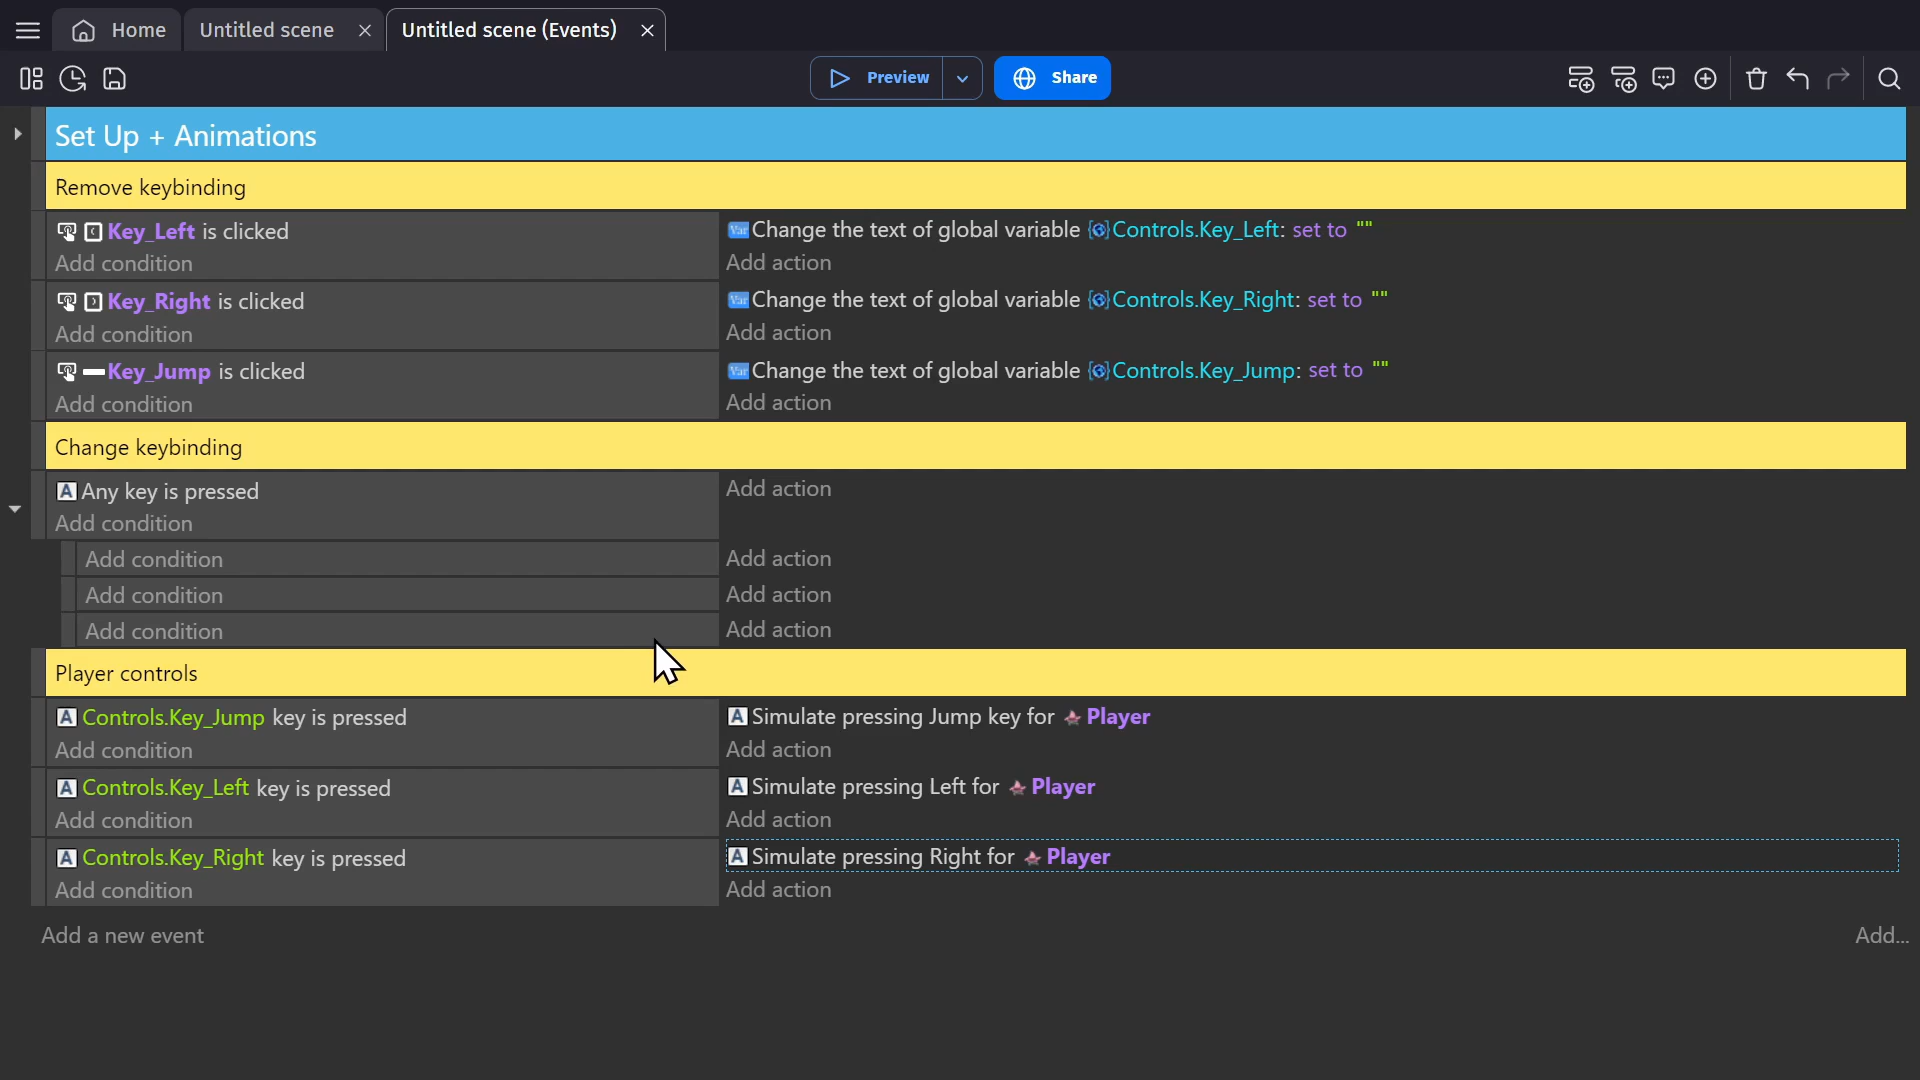 Home
Untitled scene
Untitled scene (Events)
Preview
Share
Set Up + Animations
Remove keybinding
Key_Left is clicked
Change the text of global variable Controls.Key_Left: set to ""
Add condition
Add action
Key_Right is clicked
Change the text of global variable Controls.Key_Right: set to ""
Add condition
Add action
Key_Jump is clicked
Change the text of global variable Controls.Key_Jump: set to ""
Add condition
Add action
Change keybinding
Any key is pressed
Add action
Add condition
Add condition
Add action
Add condition
Add action
Add condition
Add action
Player controls
Controls.Key_Jump key is pressed
Simulate pressing Jump key for Player
Add condition
Add action
Controls.Key_Left key is pressed
Simulate pressing Left for Player
Add condition
Add action
Controls.Key_Right key is pressed
Simulate pressing Right for Player
Add condition
Add action
Add a new event
Add...